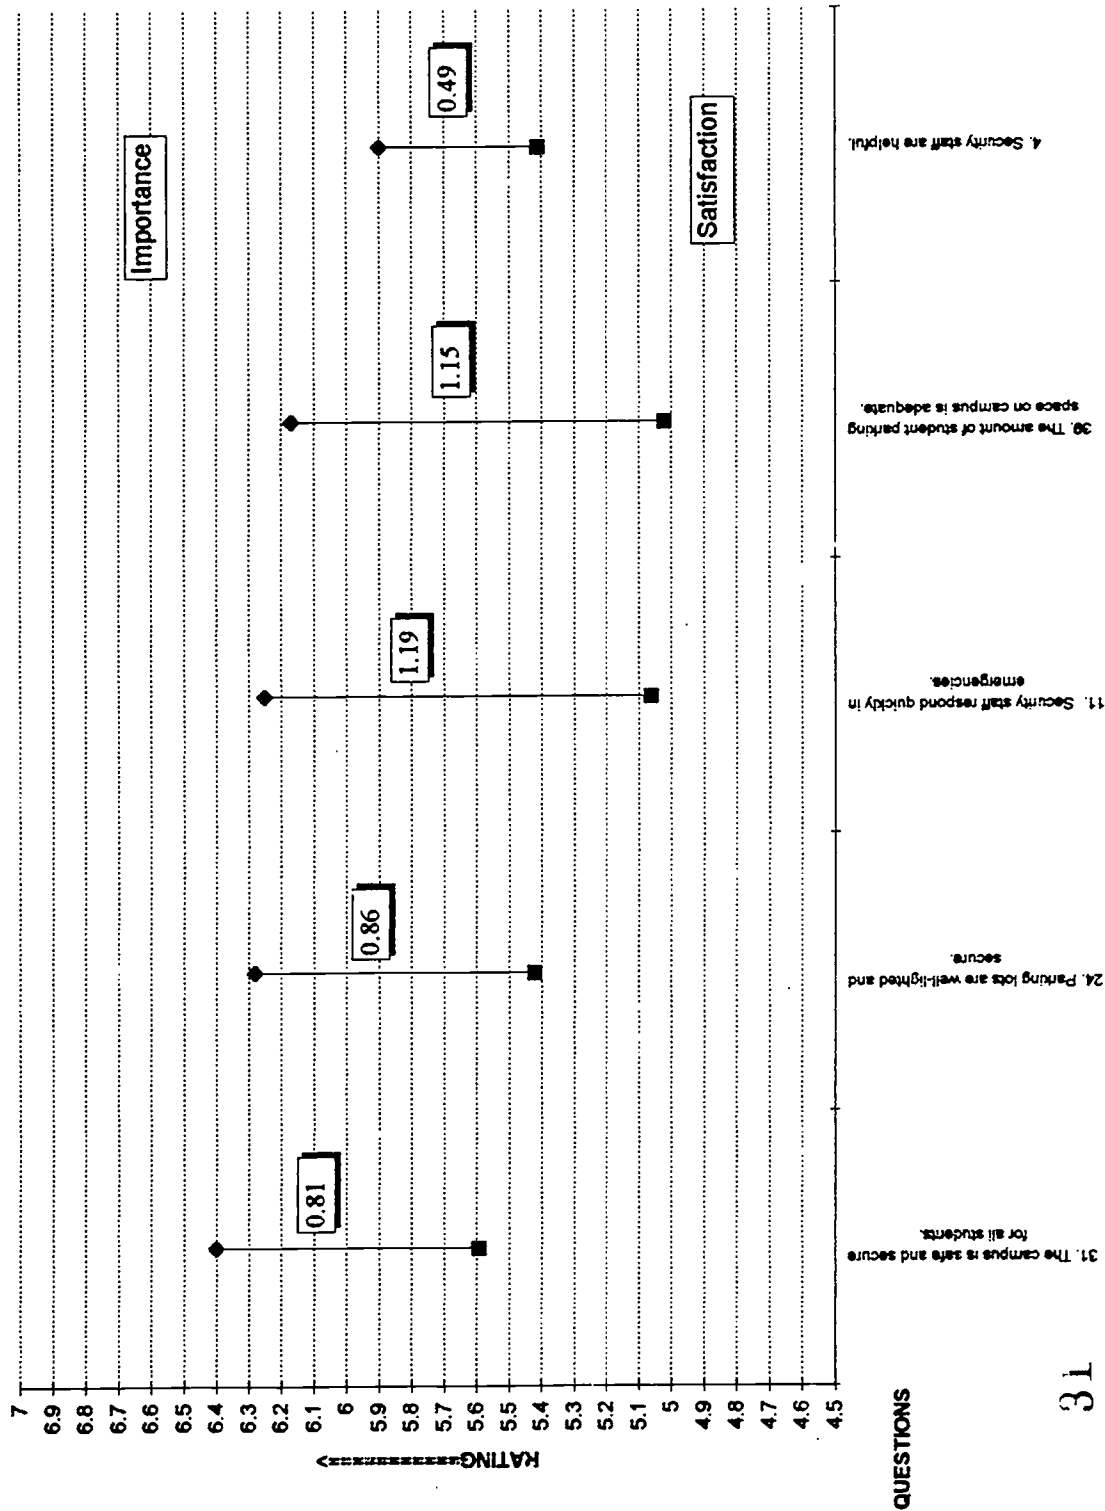 7
6.9
6.8
6.7
6.6
6.5
6.4
6.3
6.2
6.1
6
5.9
5.8
5.7
5.6
5.5
5.4
5.3
5.2
5.1
5
4.9
4.8
4.7
4.6
4.5
RATING==========>
Importance
Satisfaction
0.81
0.86
1.19
1.15
0.49
QUESTIONS
31. The campus is safe and secure
for all students.
24. Parking lots are well-lighted and
secure.
11. Security staff respond quickly in
emergencies.
39. The amount of student parking
space on campus is adequate.
4. Security staff are helpful.
31